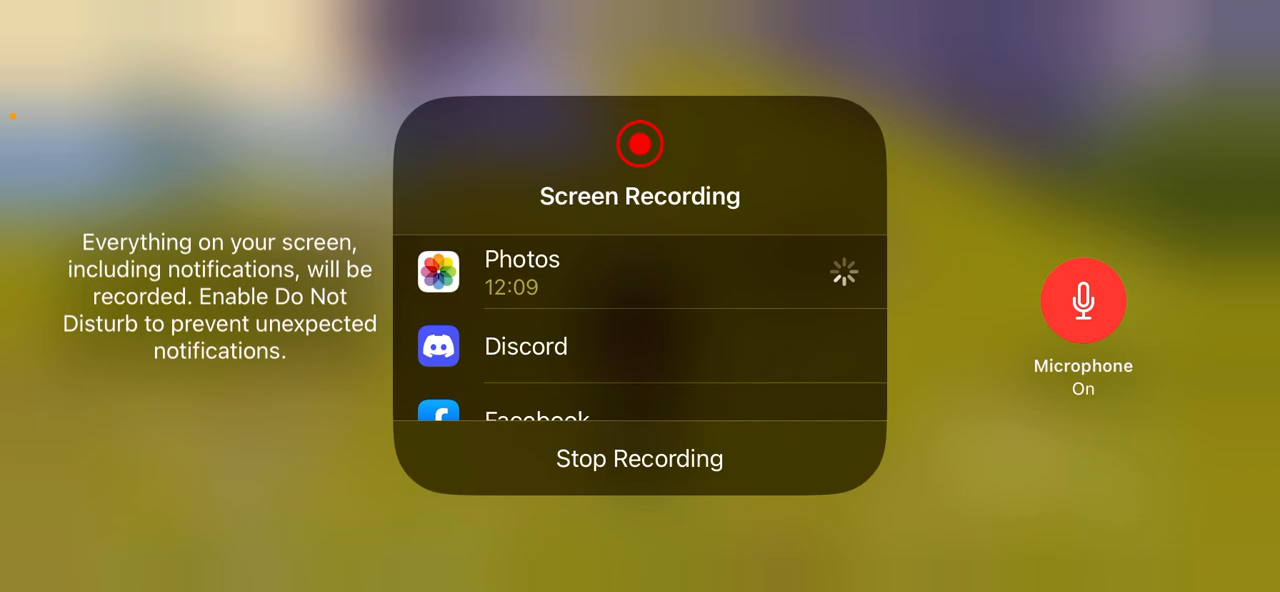 Everything on your screen,
including notifications, will be
recorded. Enable Do Not
Disturb to prevent unexpected
notifications.
Screen Recording
Photos
12:09
Discord
Facebook
Stop Recording
Microphone
On